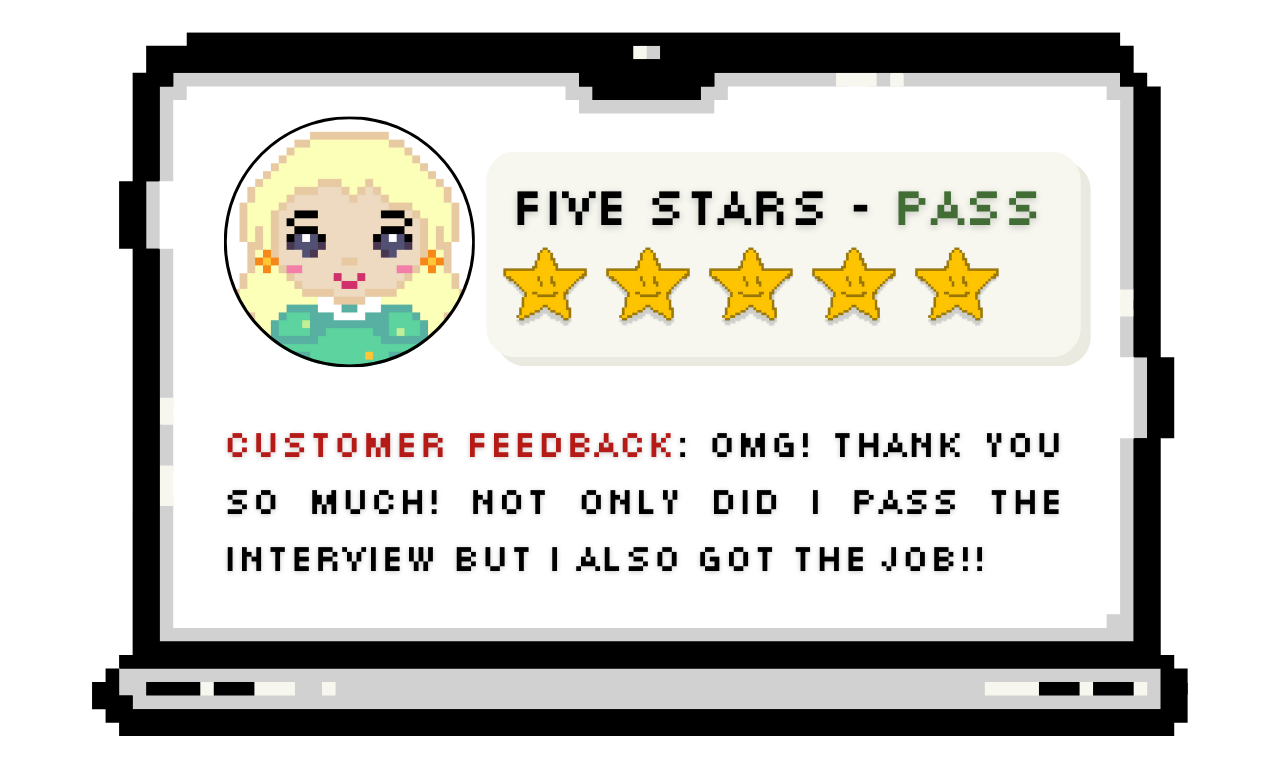 FIVE STARS - PASS
CUSTOMER FEEDBACK: OMG! THANK YOU
SO MUCH! NOT ONLY DID I PASS THE
INTERVIEW BUT I ALSO GOT THE JOB!!